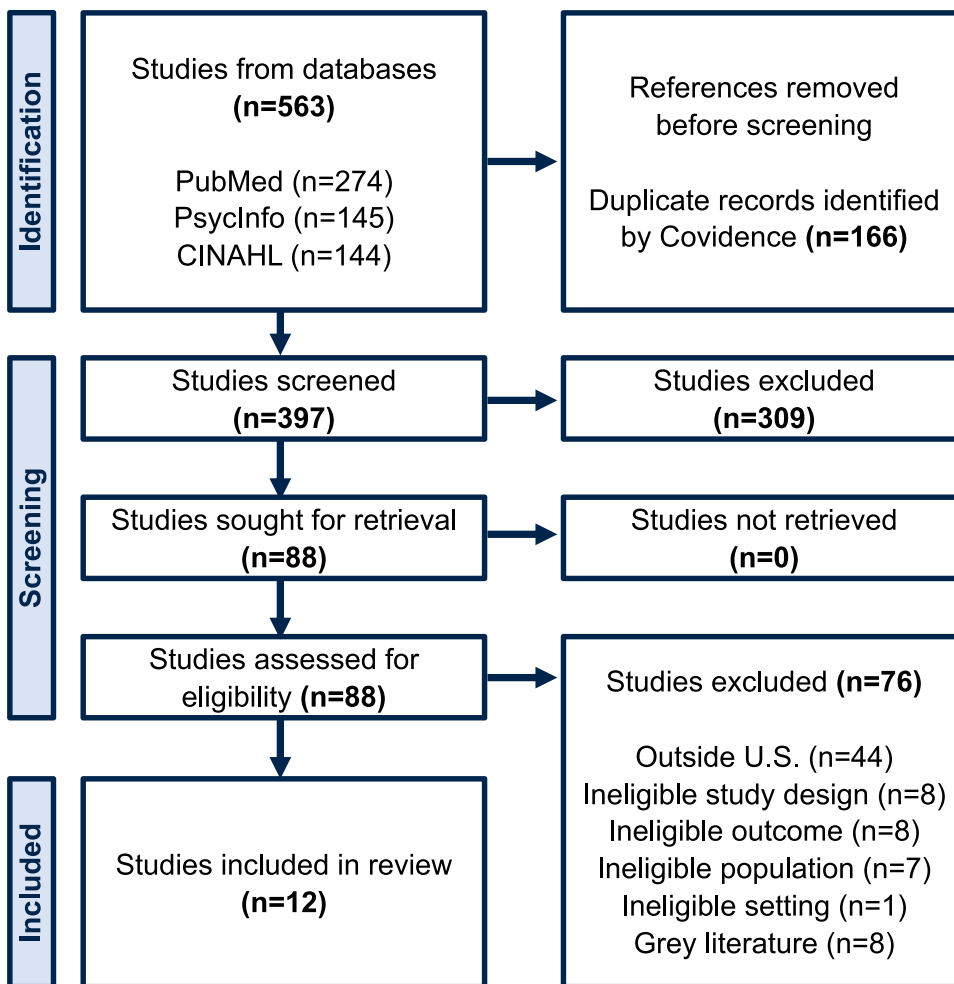 Identification
Studies from databases
(n=563)
PubMed (n=274)
PsycInfo (n=145)
CINAHL (n=144)
References removed
before screening
Duplicate records identified
by Covidence (n=166)
Screening
Studies screened
(n=397)
Studies excluded
(n=309)
Studies sought for retrieval
(n=88)
Studies not retrieved
(n=0)
Studies assessed for
eligibility (n=88)
Studies excluded (n=76)
Outside U.S. (n=44)
Ineligible study design (n=8)
Ineligible outcome (n=8)
Ineligible population (n=7)
Ineligible setting (n=1)
Grey literature (n=8)
Included
Studies included in review
(n=12)